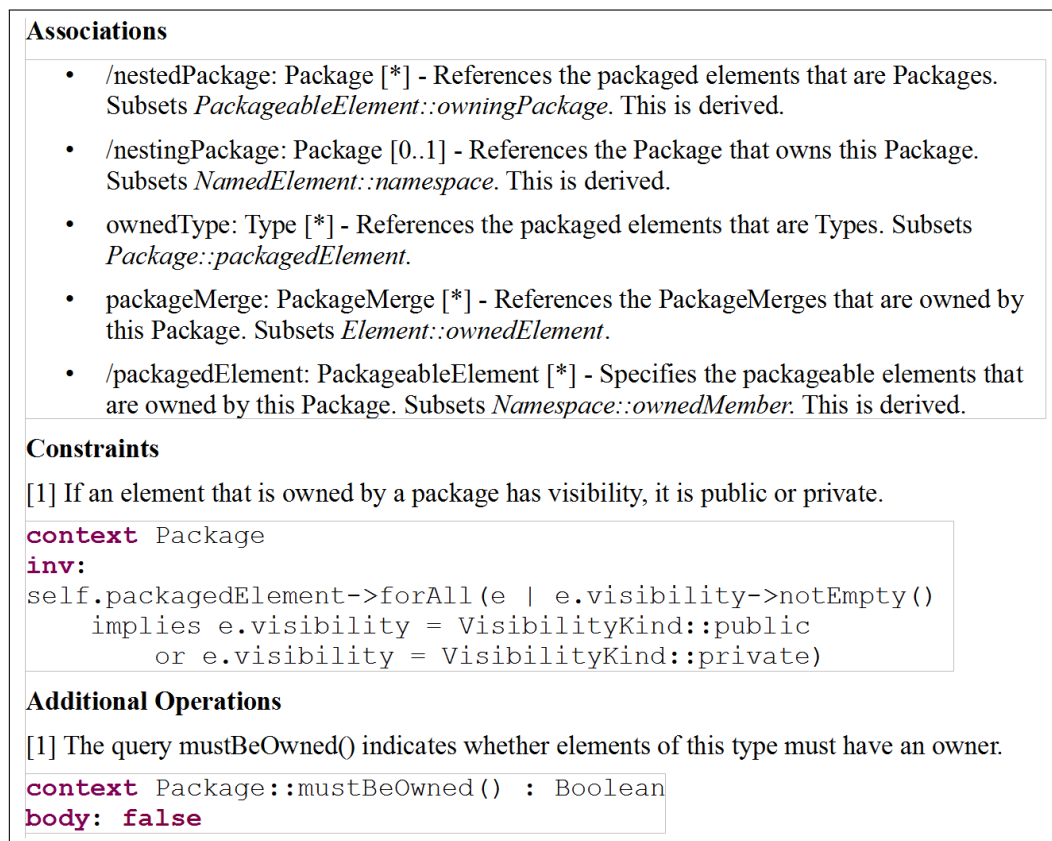 Associations
• /nestedPackage: Package [*] - References the packaged elements that are Packages.
Subsets PackageableElement::owningPackage. This is derived.
• /nestingPackage: Package [0..1] - References the Package that owns this Package.
Subsets NamedElement::namespace. This is derived.
• ownedType: Type [*] - References the packaged elements that are Types. Subsets
Package::packagedElement.
• packageMerge: PackageMerge [*] - References the PackageMerges that are owned by
this Package. Subsets Element::ownedElement.
• /packagedElement: PackageableElement [*] - Specifies the packageable elements that
are owned by this Package. Subsets Namespace::ownedMember. This is derived.
Constraints
[1] If an element that is owned by a package has visibility, it is public or private.
context Package
inv:
self.packagedElement->forAll(e | e.visibility->notEmpty()
implies e.visibility = VisibilityKind::public
or e.visibility = VisibilityKind::private)
Additional Operations
[1] The query mustBeOwned() indicates whether elements of this type must have an owner.
context Package::mustBeOwned() : Boolean
body: false